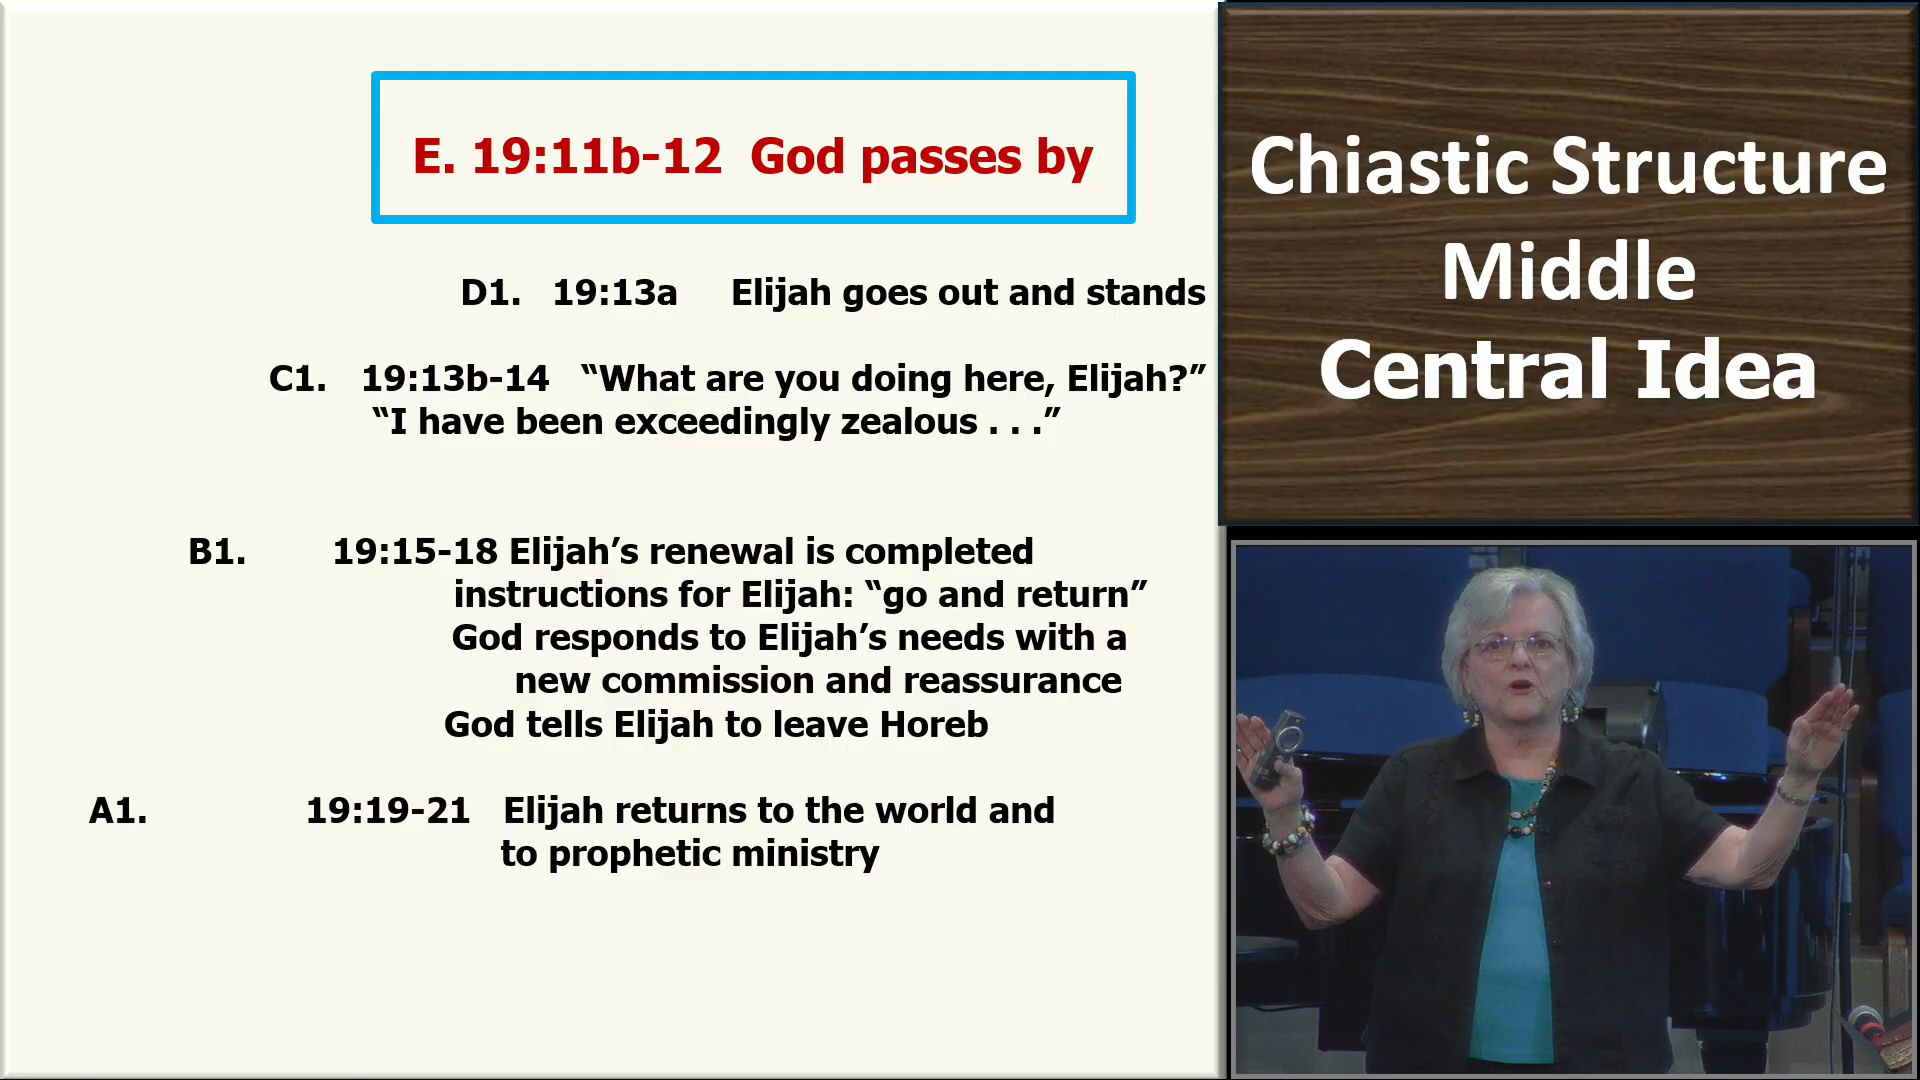 E. 19:11b-12 God passes by
D1. 19:13a Elijah goes out and stands
C1. 19:13b-14 “What are you doing here, Elijah?”
“I have been exceedingly zealous . . .”
B1. 19:15-18 Elijah’s renewal is completed
instructions for Elijah: “go and return”
God responds to Elijah’s needs with a
new commission and reassurance
God tells Elijah to leave Horeb
A1. 19:19-21 Elijah returns to the world and
to prophetic ministry
Chiastic Structure
Middle
Central Idea